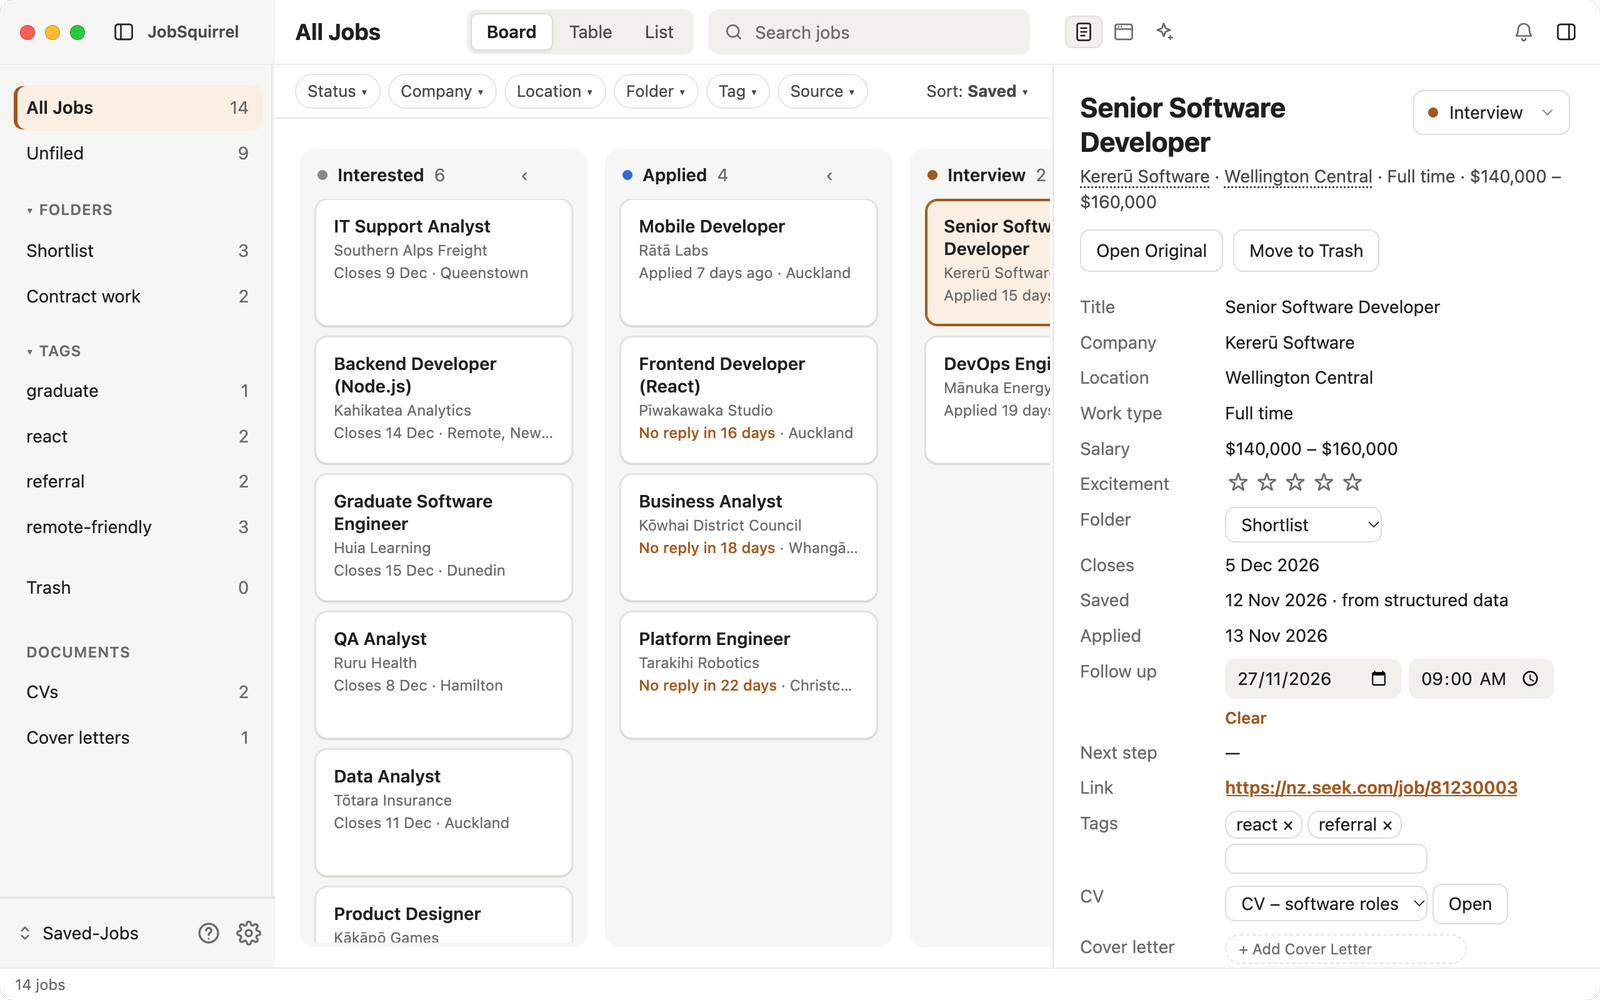 JobSquirrel
All Jobs
Board
Table
List
Search jobs
All Jobs 14
Unfiled 9
FOLDERS
Shortlist 3
Contract work 2
TAGS
graduate 1
react 2
referral 2
remote-friendly 3
Trash 0
DOCUMENTS
CVs 2
Cover letters 1
Saved-Jobs
14 jobs
Status
Company
Location
Folder
Tag
Source
Sort: Saved
Interested 6
IT Support Analyst
Southern Alps Freight
Closes 9 Dec · Queenstown
Backend Developer
(Node.js)
Kahikatea Analytics
Closes 14 Dec · Remote, New...
Graduate Software
Engineer
Huia Learning
Closes 15 Dec · Dunedin
QA Analyst
Ruru Health
Closes 8 Dec · Hamilton
Data Analyst
Tōtara Insurance
Closes 11 Dec · Auckland
Product Designer
Kākāpō Games
Applied 4
Mobile Developer
Rātā Labs
Applied 7 days ago · Auckland
Frontend Developer
(React)
Pīwakawaka Studio
No reply in 16 days · Auckland
Business Analyst
Kōwhai District Council
No reply in 18 days · Whangā...
Platform Engineer
Tarakihi Robotics
No reply in 22 days · Christc...
Interview 2
Senior Softw
Developer
Kererū Software
Applied 15 days
DevOps Engi
Mānuka Energy
Applied 19 days
Senior Software
Developer
Interview
Kererū Software · Wellington Central · Full time · $140,000 –
$160,000
Open Original
Move to Trash
Title Senior Software Developer
Company Kererū Software
Location Wellington Central
Work type Full time
Salary $140,000 – $160,000
Excitement
Folder Shortlist
Closes 5 Dec 2026
Saved 12 Nov 2026 · from structured data
Applied 13 Nov 2026
Follow up 27/11/2026 09:00 AM
Clear
Next step —
Link https://nz.seek.com/job/81230003
Tags react × referral ×
CV CV – software roles Open
Cover letter + Add Cover Letter